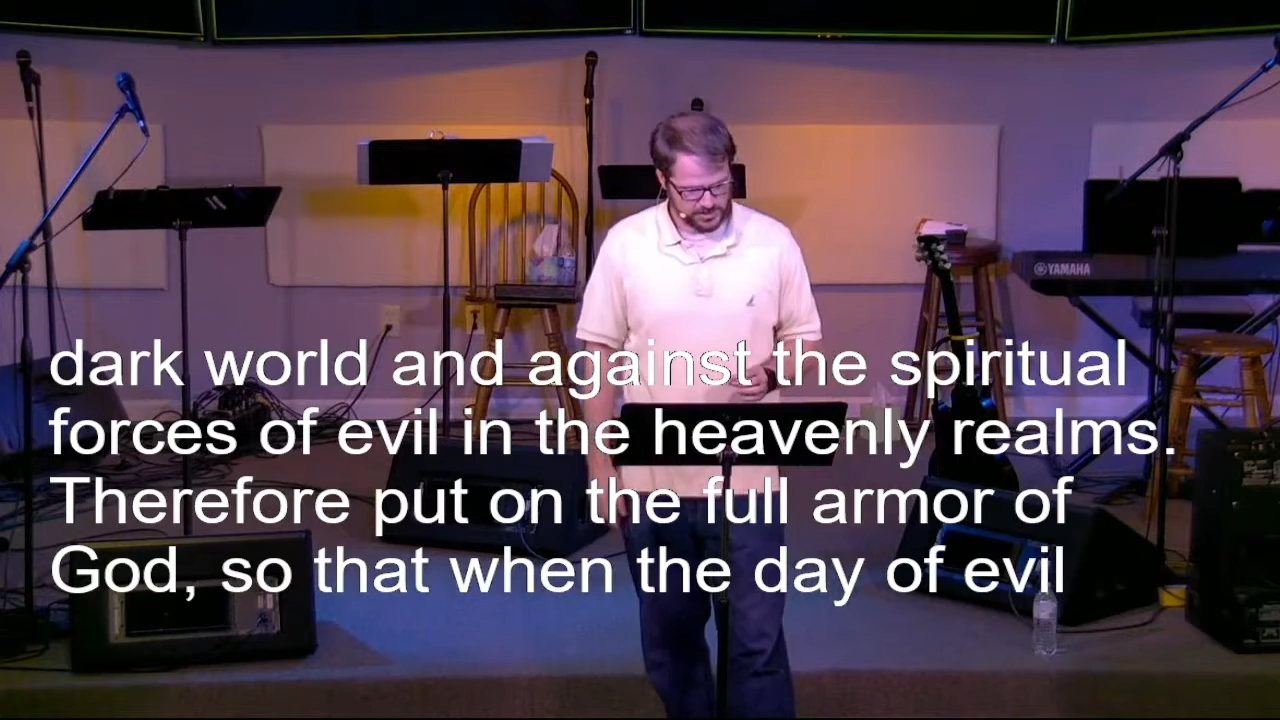 YAMAHA
dark world and against the spiritual
forces of evil in the heavenly realms.
Therefore put on the full armor of
God, so that when the day of evil